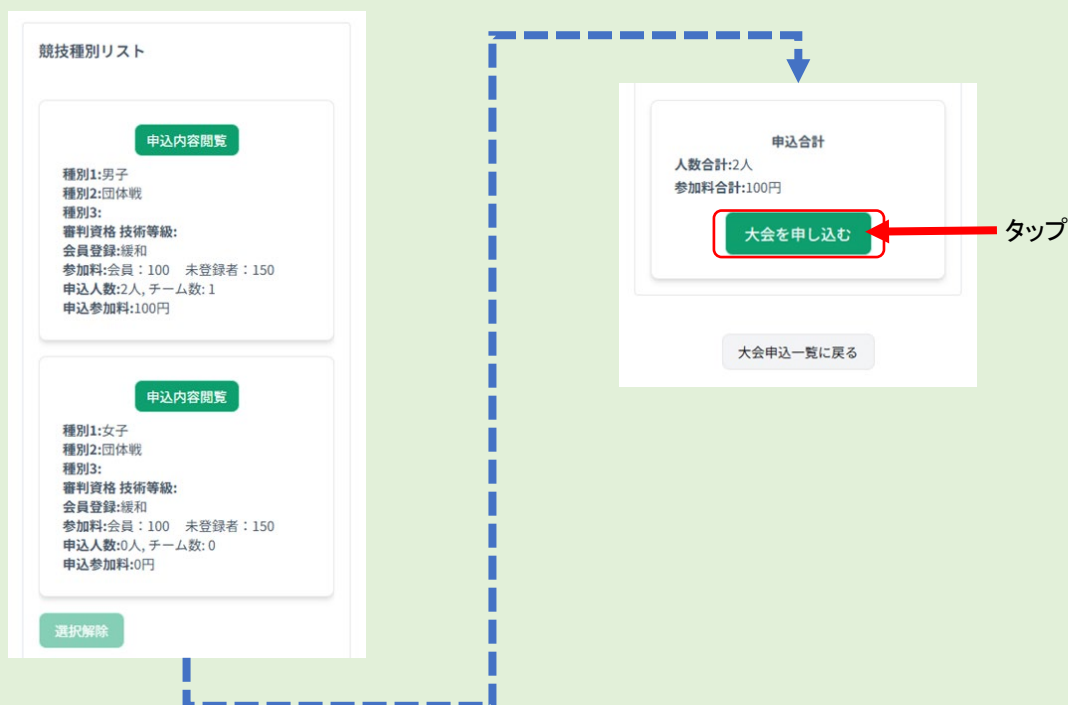 競技種別リスト
申込内容閲覧
種別1:男子
種別2:団体戦
種別3:
審判資格 技術等級:
会員登録:緩和
参加料:会員：100　未登録者：150
申込人数:2人, チーム数: 1
申込参加料:100円
申込内容閲覧
種別1:女子
種別2:団体戦
種別3:
審判資格 技術等級:
会員登録:緩和
参加料:会員：100　未登録者：150
申込人数:0人, チーム数: 0
申込参加料:0円
選択解除
申込合計
人数合計:2人
参加料合計:100円
大会を申し込む
タップ
大会申込一覧に戻る